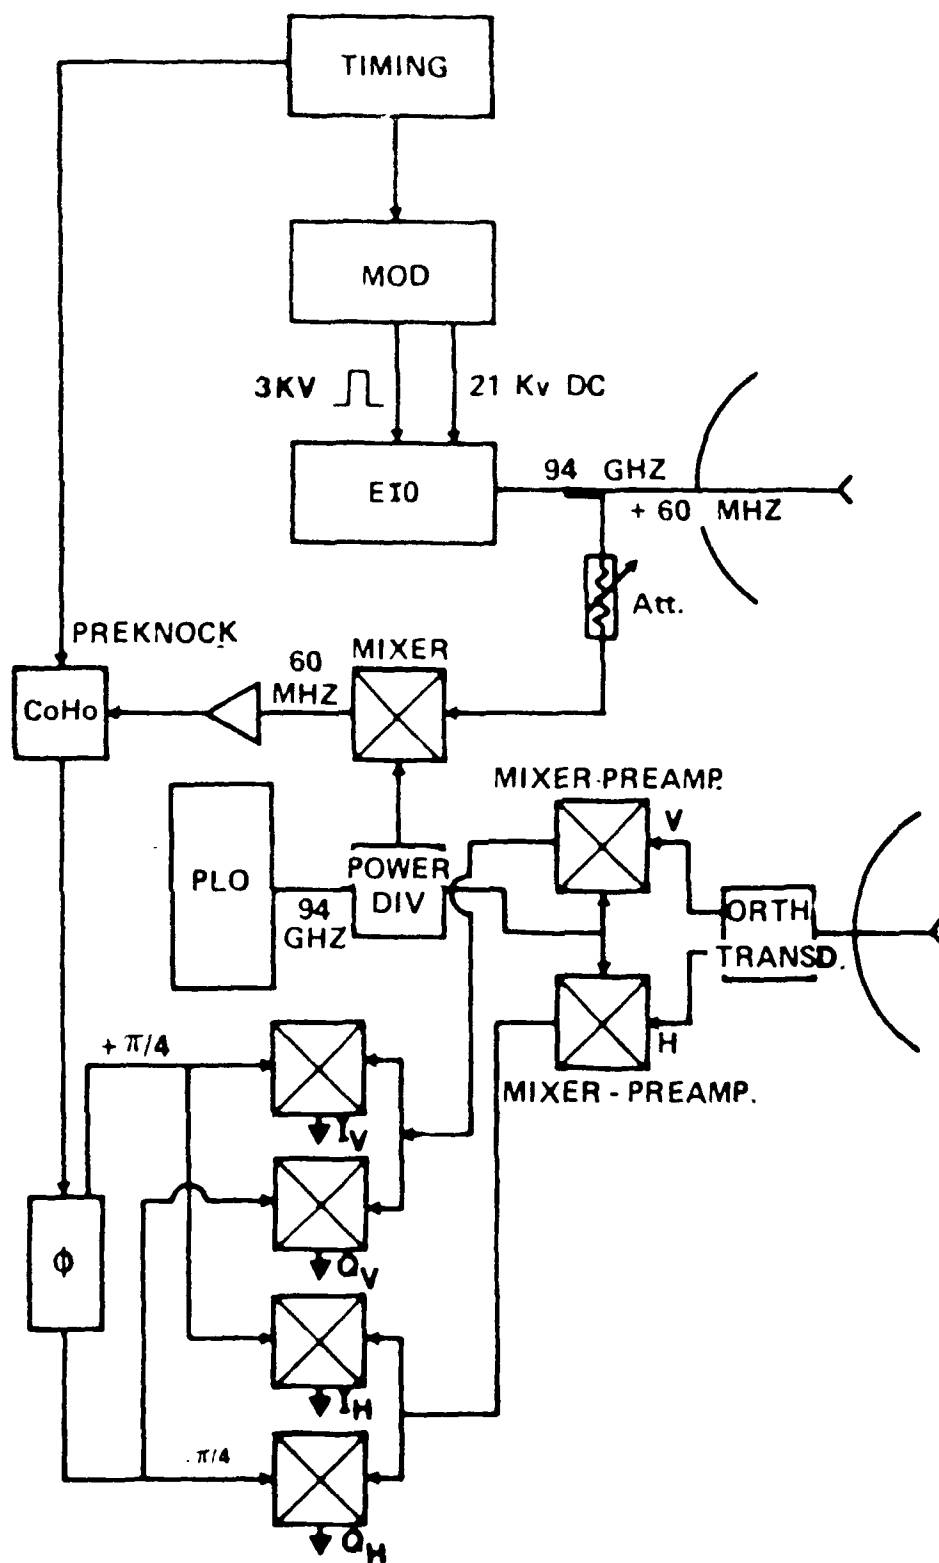 TIMING
MOD
3KV
21 Kv DC
EIO
94 GHZ
+ 60 MHZ
Att.
PREKNOCK
MIXER
60
MHZ
CoHo
MIXER-PREAMP.
V
PLO
POWER
DIV
94
GHZ
ORTH
TRANSD.
H
MIXER - PREAMP.
+ π/4
I_V
Q_V
Φ
I_H
π/4
Q_H